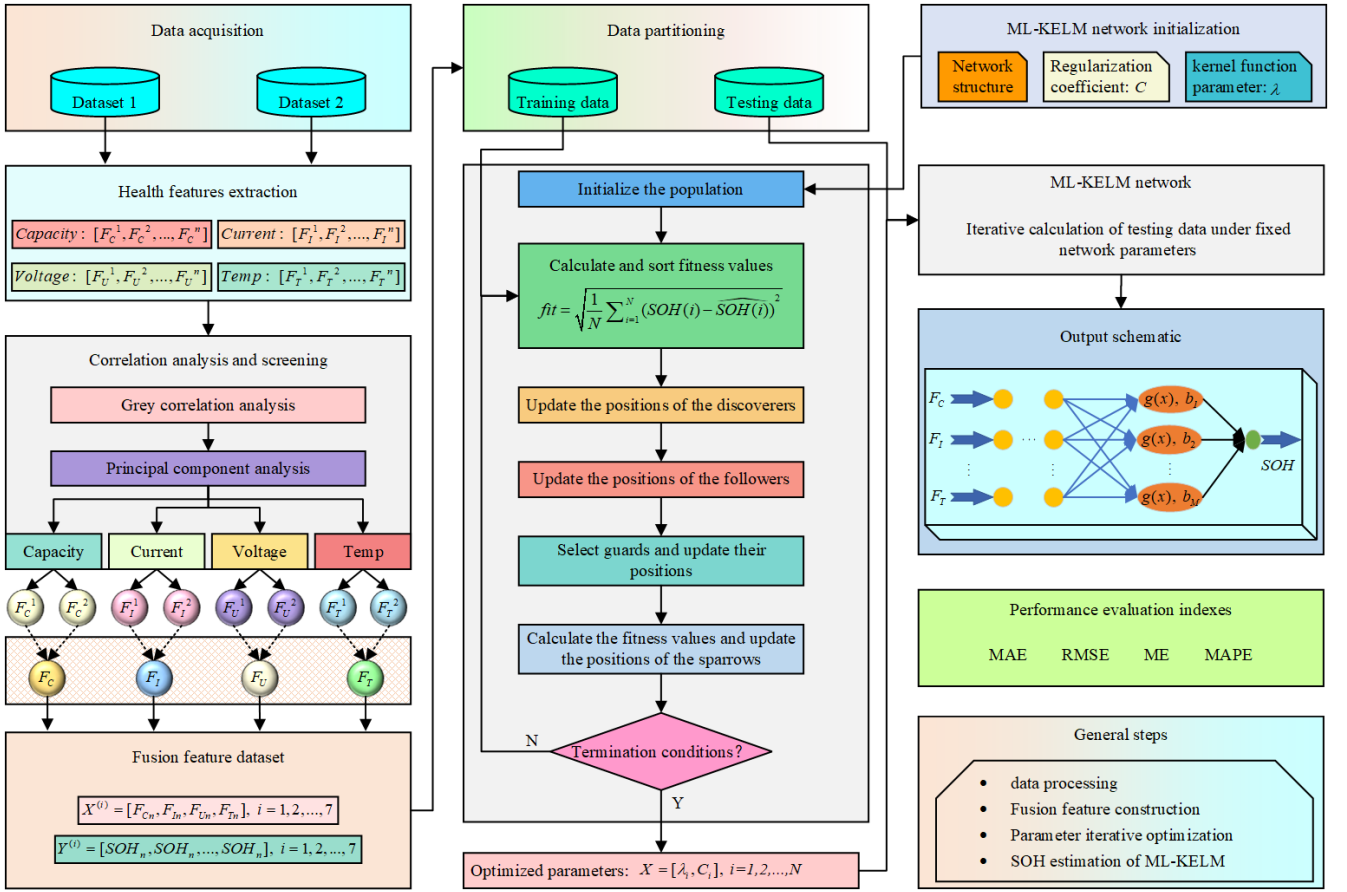 Data acquisition
Dataset 1
Dataset 2
Health features extraction
Capacity: [F_C^1, F_C^2, ..., F_C^n]
Current: [F_I^1, F_I^2, ..., F_I^n]
Voltage: [F_U^1, F_U^2, ..., F_U^n]
Temp: [F_T^1, F_T^2, ..., F_T^n]
Correlation analysis and screening
Grey correlation analysis
Principal component analysis
Capacity
Current
Voltage
Temp
F_C^1
F_C^2
F_I^1
F_I^2
F_U^1
F_U^2
F_T^1
F_T^2
F_C
F_I
F_U
F_T
Fusion feature dataset
X^(i) = [F_Cn, F_In, F_Un, F_Tn], i = 1, 2, ..., 7
Y^(i) = [SOH_n, SOH_n, ..., SOH_n], i = 1, 2, ..., 7
Data partitioning
Training data
Testing data
Initialize the population
Calculate and sort fitness values
fit = √(1/N ∑_{i=1}^N (SOH(i) − \widehat{SOH(i)})^2)
Update the positions of the discoverers
Update the positions of the followers
Select guards and update their
positions
Calculate the fitness values and update
the positions of the sparrows
Termination conditions?
N
Y
Optimized parameters: X = [λ_i, C_i], i=1,2,...,N
ML-KELM network initialization
Network
structure
Regularization
coefficient: C
kernel function
parameter: λ
ML-KELM network
Iterative calculation of testing data under fixed
network parameters
Output schematic
F_C
g(x), b_1
F_I
...
g(x), b_2
SOH
⋮
⋮
⋮
F_T
g(x), b_M
Performance evaluation indexes
MAE RMSE ME MAPE
General steps
• data processing
• Fusion feature construction
• Parameter iterative optimization
• SOH estimation of ML-KELM